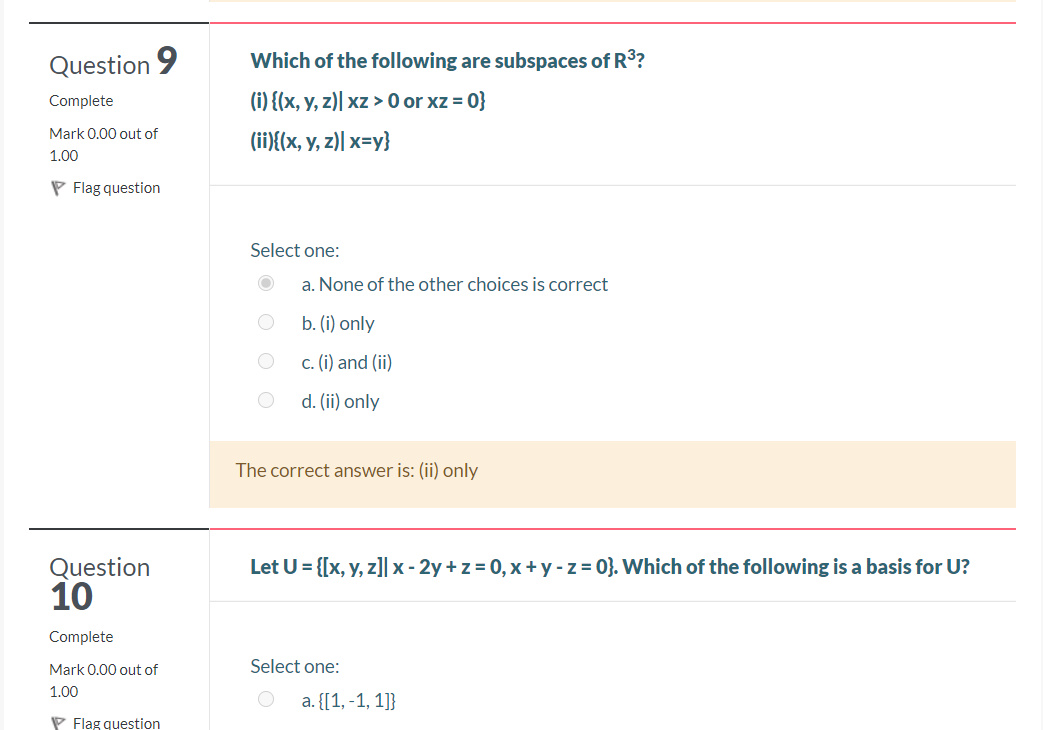 Question 9
Complete
Mark 0.00 out of
1.00
Flag question
Which of the following are subspaces of R³?
(i) {(x, y, z)| xz > 0 or xz = 0}
(ii){(x, y, z)| x=y}
Select one:
a. None of the other choices is correct
b. (i) only
c. (i) and (ii)
d. (ii) only
The correct answer is: (ii) only
Question
10
Complete
Mark 0.00 out of
1.00
Flag question
Let U = {[x, y, z]| x - 2y + z = 0, x + y - z = 0}. Which of the following is a basis for U?
Select one:
a. {[1, -1, 1]}